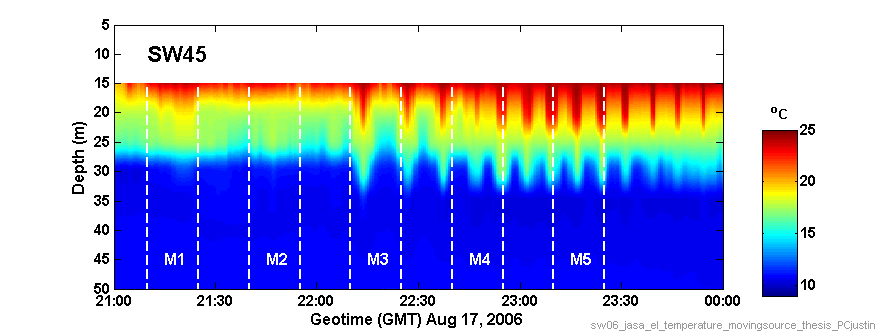 5
10
15
20
25
30
35
40
45
50
Depth (m)
SW45
M1 M2 M3 M4 M5
21:00 21:30 22:00 22:30 23:00 23:30 00:00
Geotime (GMT) Aug 17, 2006
ºC
25
20
15
10
sw06_jasa_el_temperature_movingsource_thesis_PCjustin